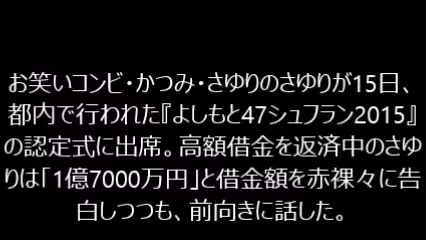 お笑いコンビ・かつみ・さゆりのさゆりが15日、
都内で行われた『よしもと47シュフラン2015』
の認定式に出席。高額借金を返済中のさゆ
りは「1億7000万円」と借金額を赤裸々に告
白しつつも、前向きに話した。